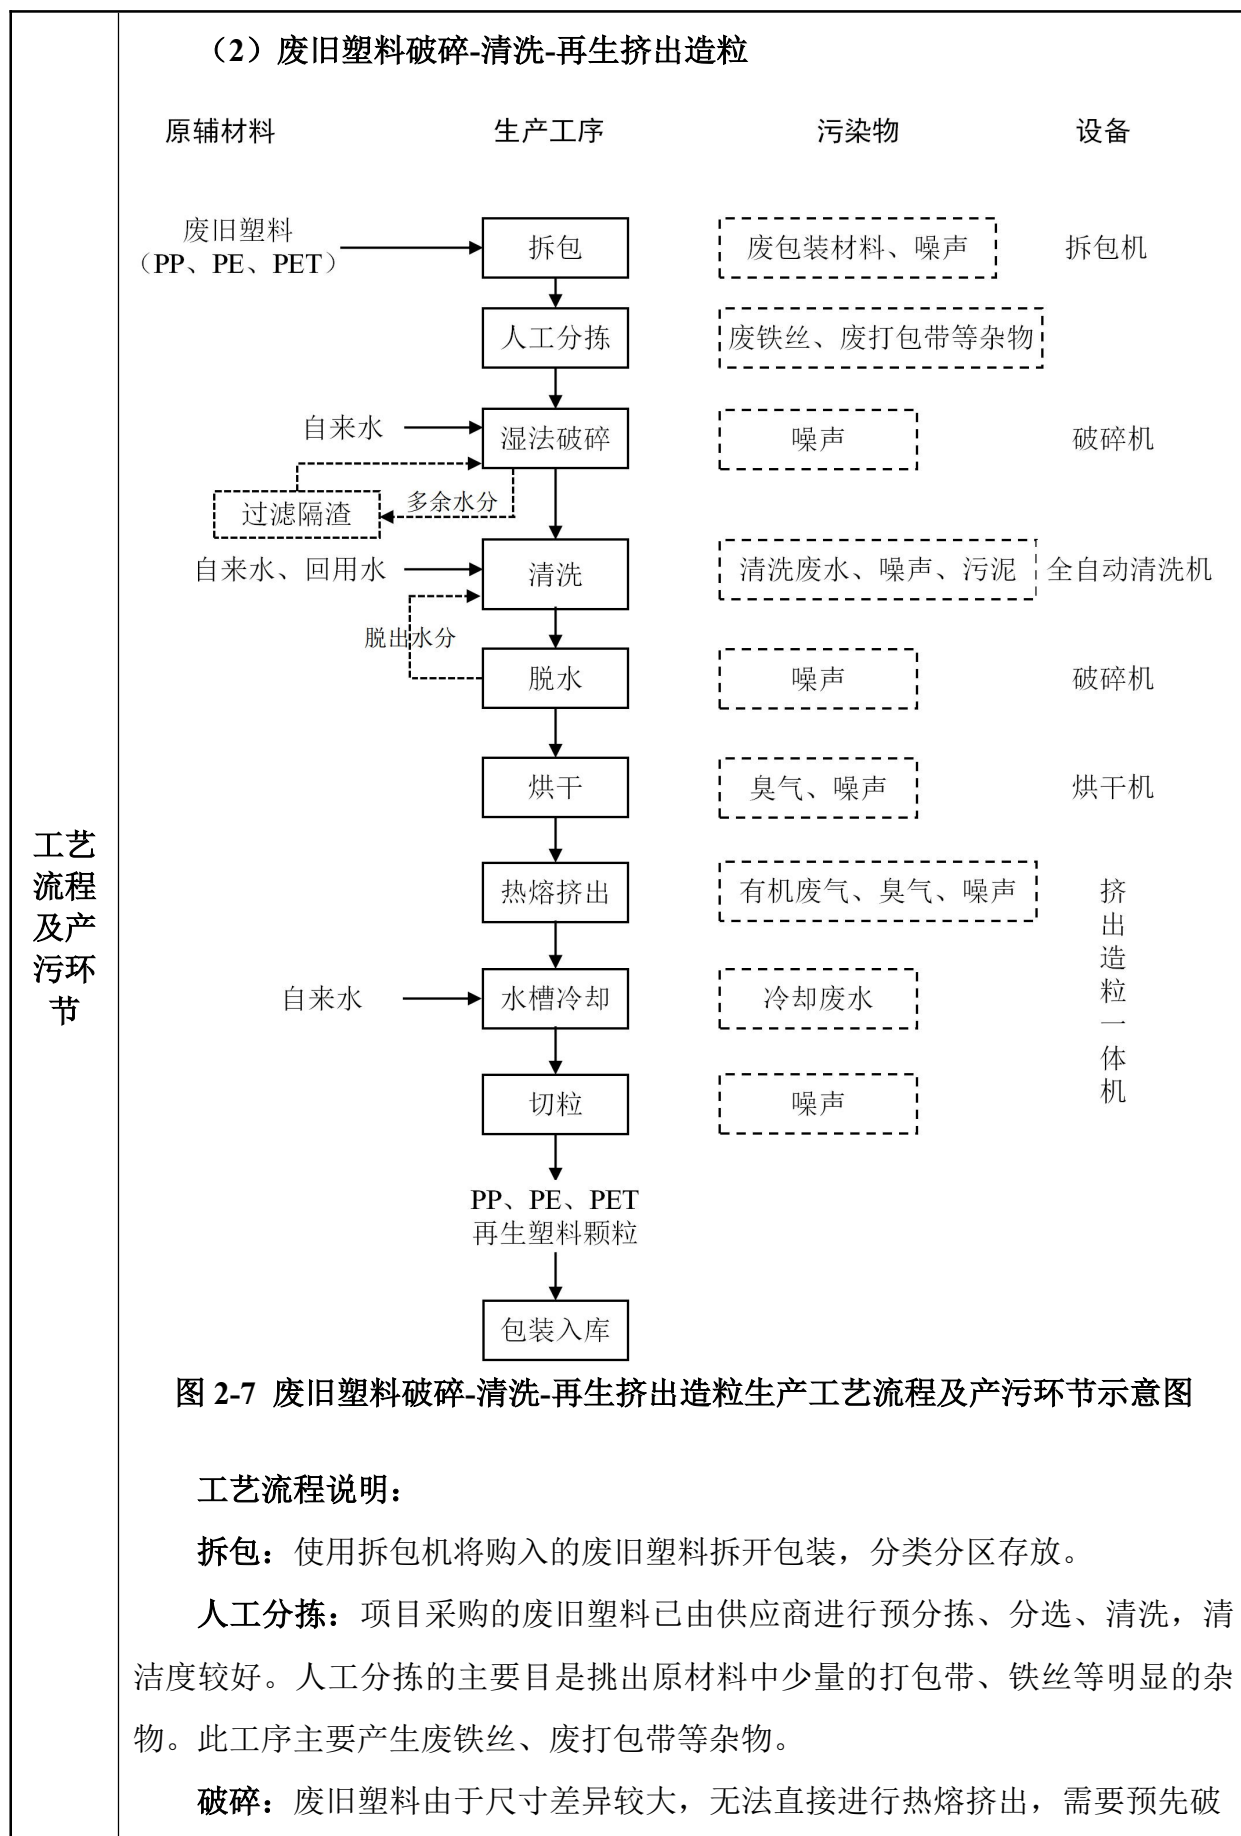 （2）废旧塑料破碎-清洗-再生挤出造粒
原辅材料 生产工序 污染物 设备
废旧塑料
（PP、PE、PET）
拆包 废包装材料、噪声 拆包机
人工分拣 废铁丝、废打包带等杂物
自来水 湿法破碎 噪声 破碎机
过滤隔渣 多余水分
自来水、回用水 清洗 清洗废水、噪声、污泥 全自动清洗机
脱出水分
脱水 噪声 破碎机
烘干 臭气、噪声 烘干机
热熔挤出 有机废气、臭气、噪声
自来水 水槽冷却 冷却废水
切粒 噪声
挤
出
造
粒
一
体
机
PP、PE、PET
再生塑料颗粒
包装入库
工艺
流程
及产
污环
节
图 2-7 废旧塑料破碎-清洗-再生挤出造粒生产工艺流程及产污环节示意图
工艺流程说明：
拆包：使用拆包机将购入的废旧塑料拆开包装，分类分区存放。
人工分拣：项目采购的废旧塑料已由供应商进行预分拣、分选、清洗，清
洁度较好。人工分拣的主要目是挑出原材料中少量的打包带、铁丝等明显的杂
物。此工序主要产生废铁丝、废打包带等杂物。
破碎：废旧塑料由于尺寸差异较大，无法直接进行热熔挤出，需要预先破